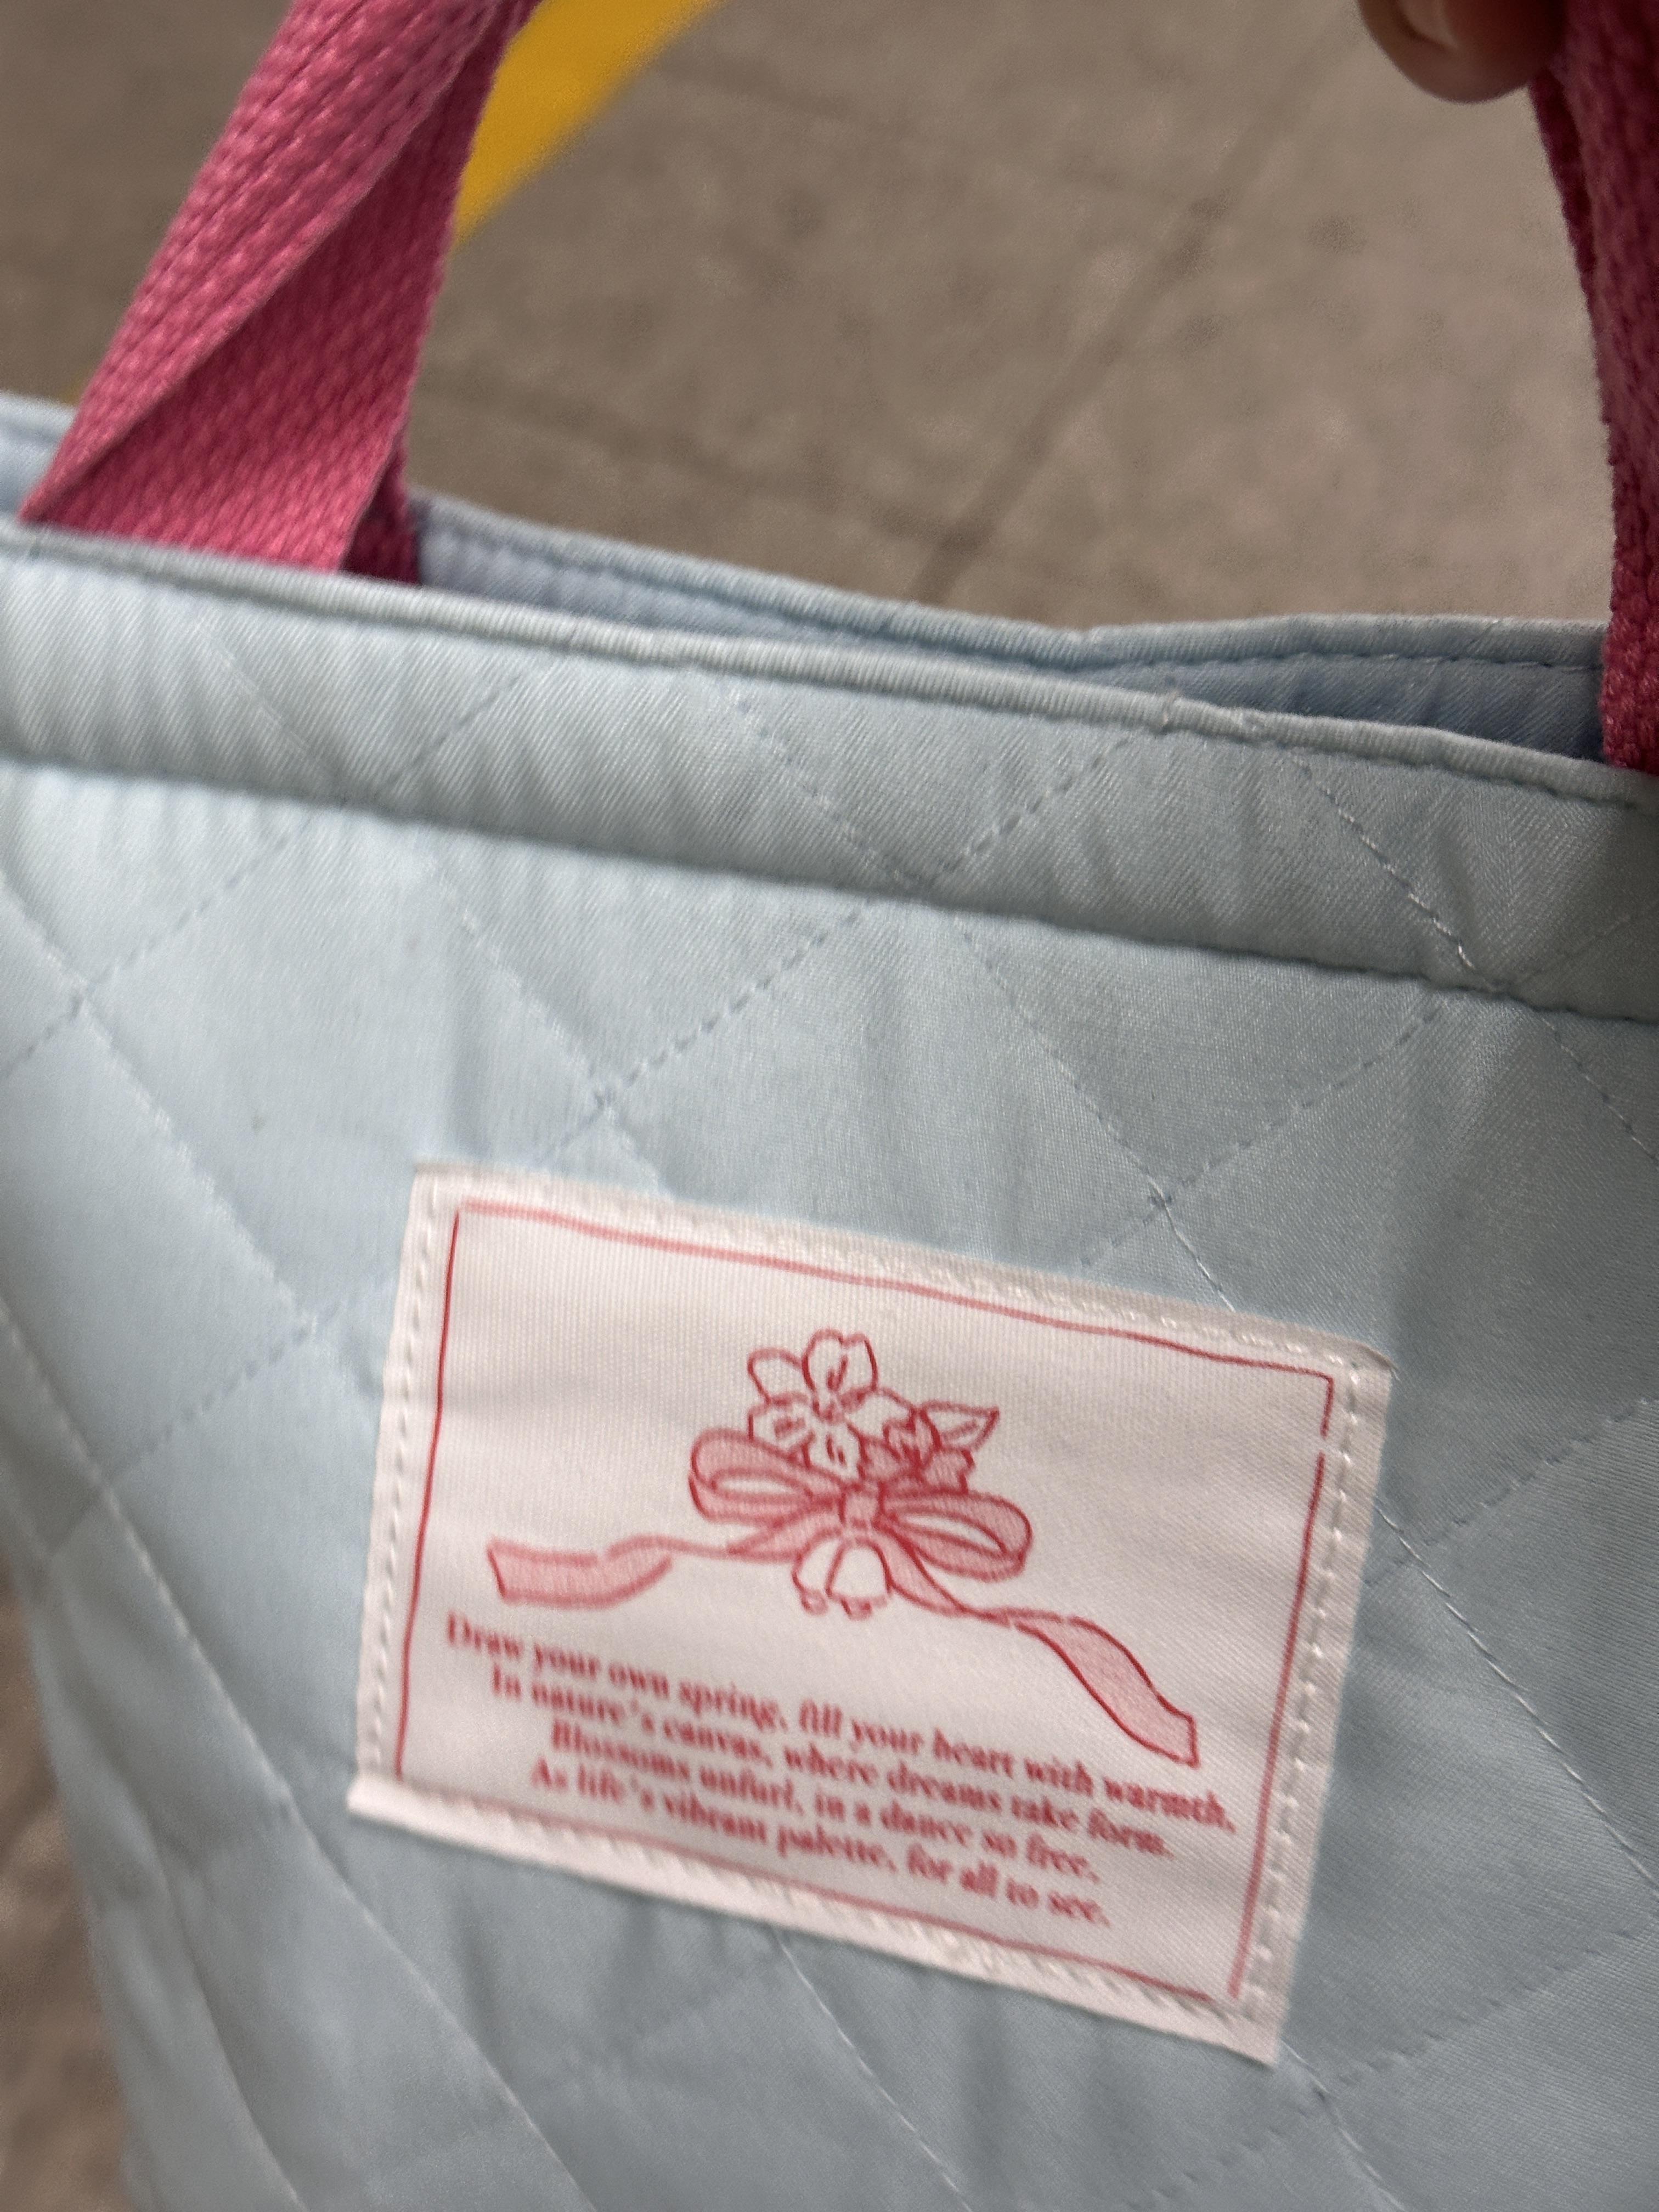 Draw your own spring, fill your heart with warmth,
In nature's canvas, where dreams take form.
Blossoms unfurl, in a dance so free,
As life's vibrant palette, for all to see.